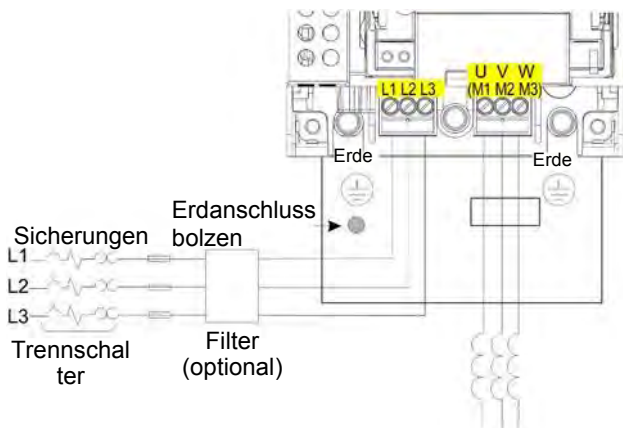 U V W
L1 L2 L3
(M1 M2 M3)
Erde
Erde
Erdanschluss
bolzen
Sicherungen
L1
L2
L3
Trennschal
ter
Filter
(optional)